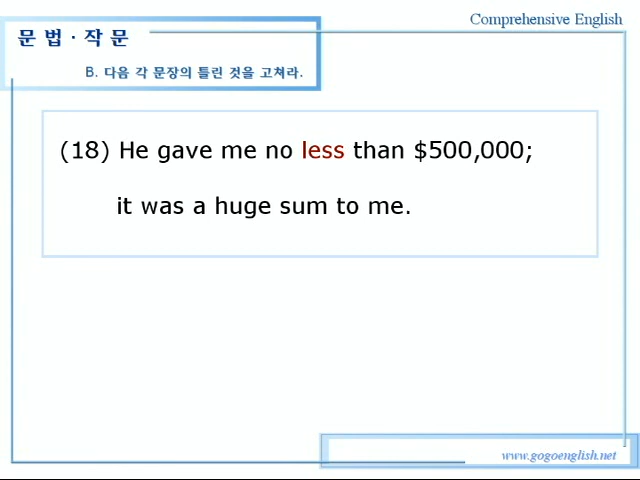 Comprehensive English
문 법 · 작 문
B. 다음 각 문장의 틀린 것을 고쳐라.
(18) He gave me no less than $500,000;
it was a huge sum to me.
www.gogoenglish.net